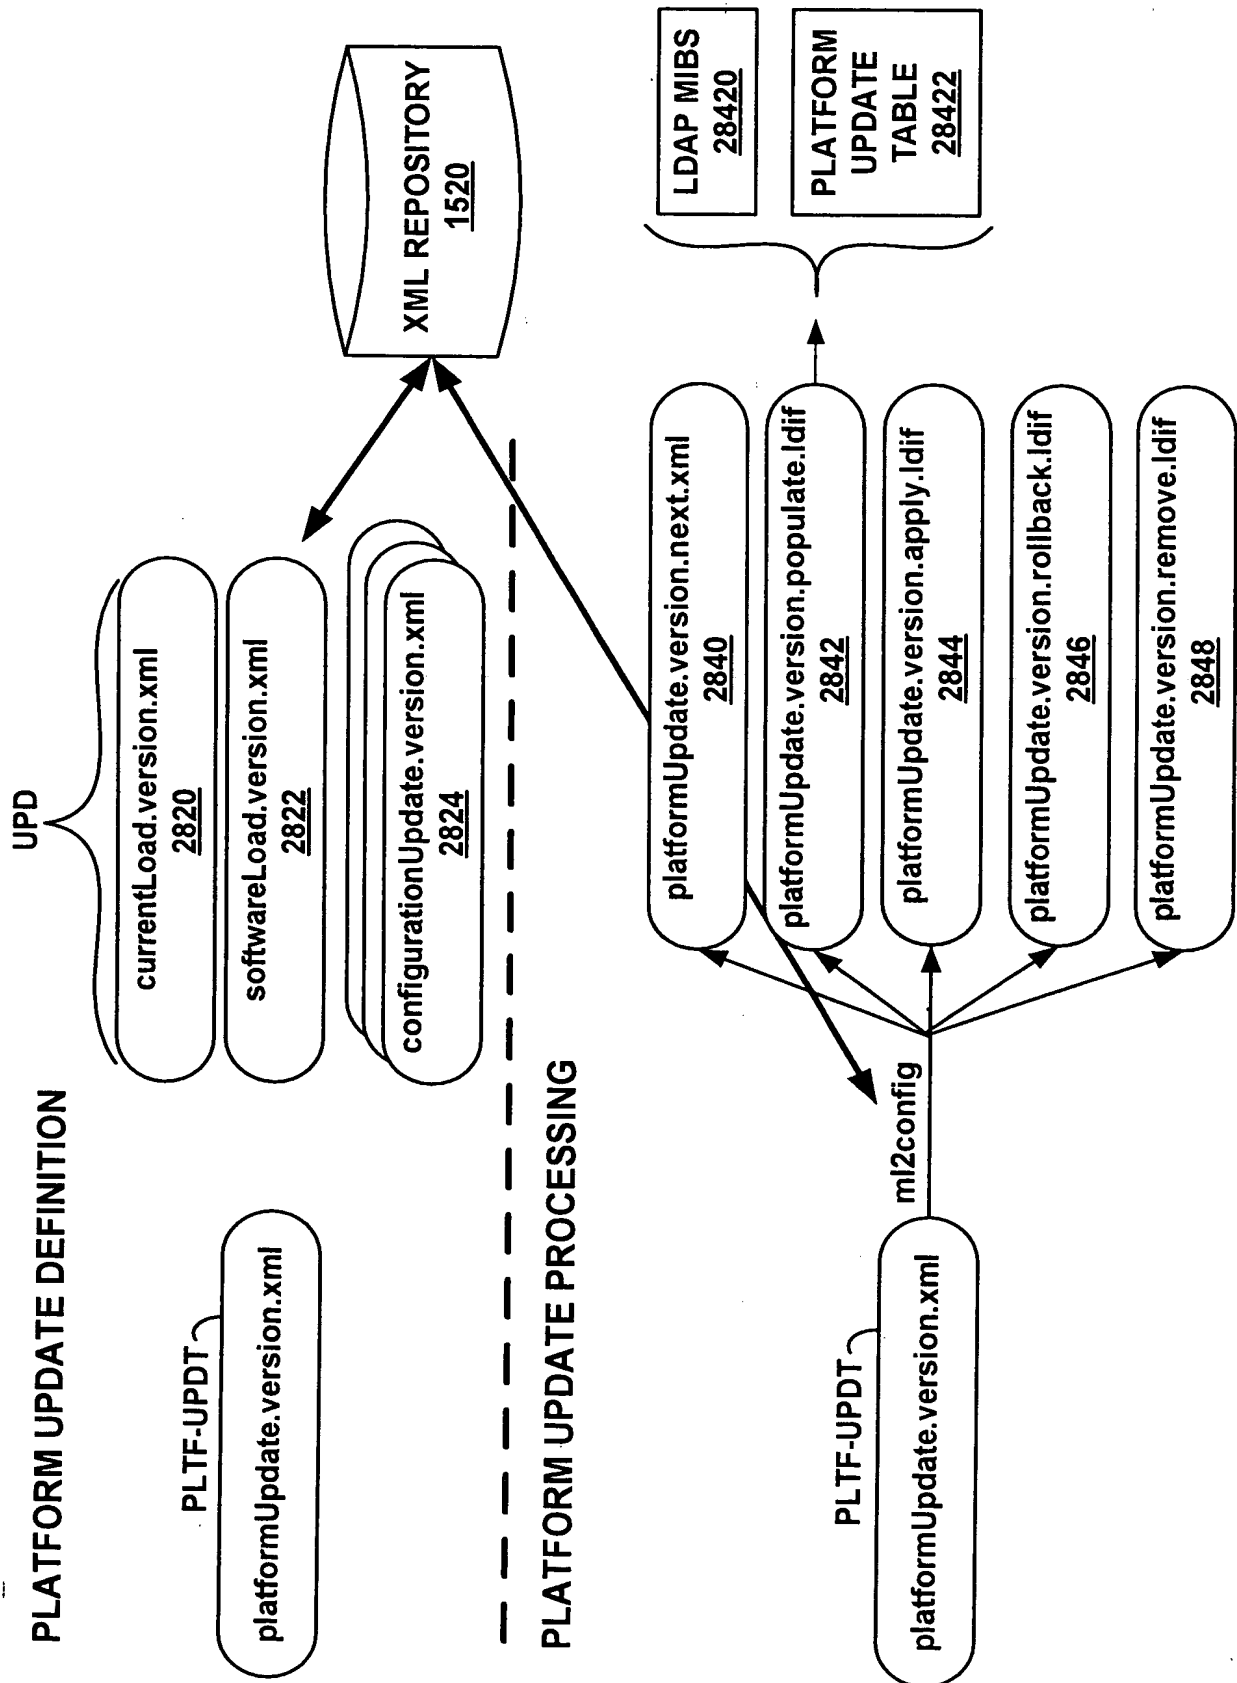 PLATFORM UPDATE DEFINITION
UPD
PLTF-UPDT
platformUpdate.version.xml
currentLoad.version.xml
2820
softwareLoad.version.xml
2822
configurationUpdate.version.xml
2824
XML REPOSITORY
1520
PLATFORM UPDATE PROCESSING
PLTF-UPDT
platformUpdate.version.xml
ml2config
platformUpdate.version.next.xml
2840
platformUpdate.version.populate.ldif
2842
platformUpdate.version.apply.ldif
2844
platformUpdate.version.rollback.ldif
2846
platformUpdate.version.remove.ldif
2848
LDAP MIBS
28420
PLATFORM
UPDATE
TABLE
28422